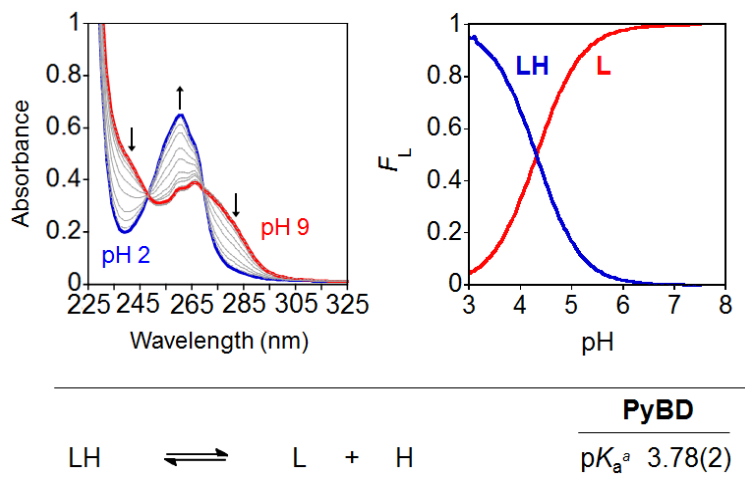 1
0.8
0.6
0.4
0.2
0
Absorbance
pH 2
pH 9
225 245 265 285 305 325
Wavelength (nm)
1
0.8
0.6
0.4
0.2
0
F_L
LH
L
3 4 5 6 7 8
pH
PyBD
LH ⇌ L + H
pKₐᵃ 3.78(2)